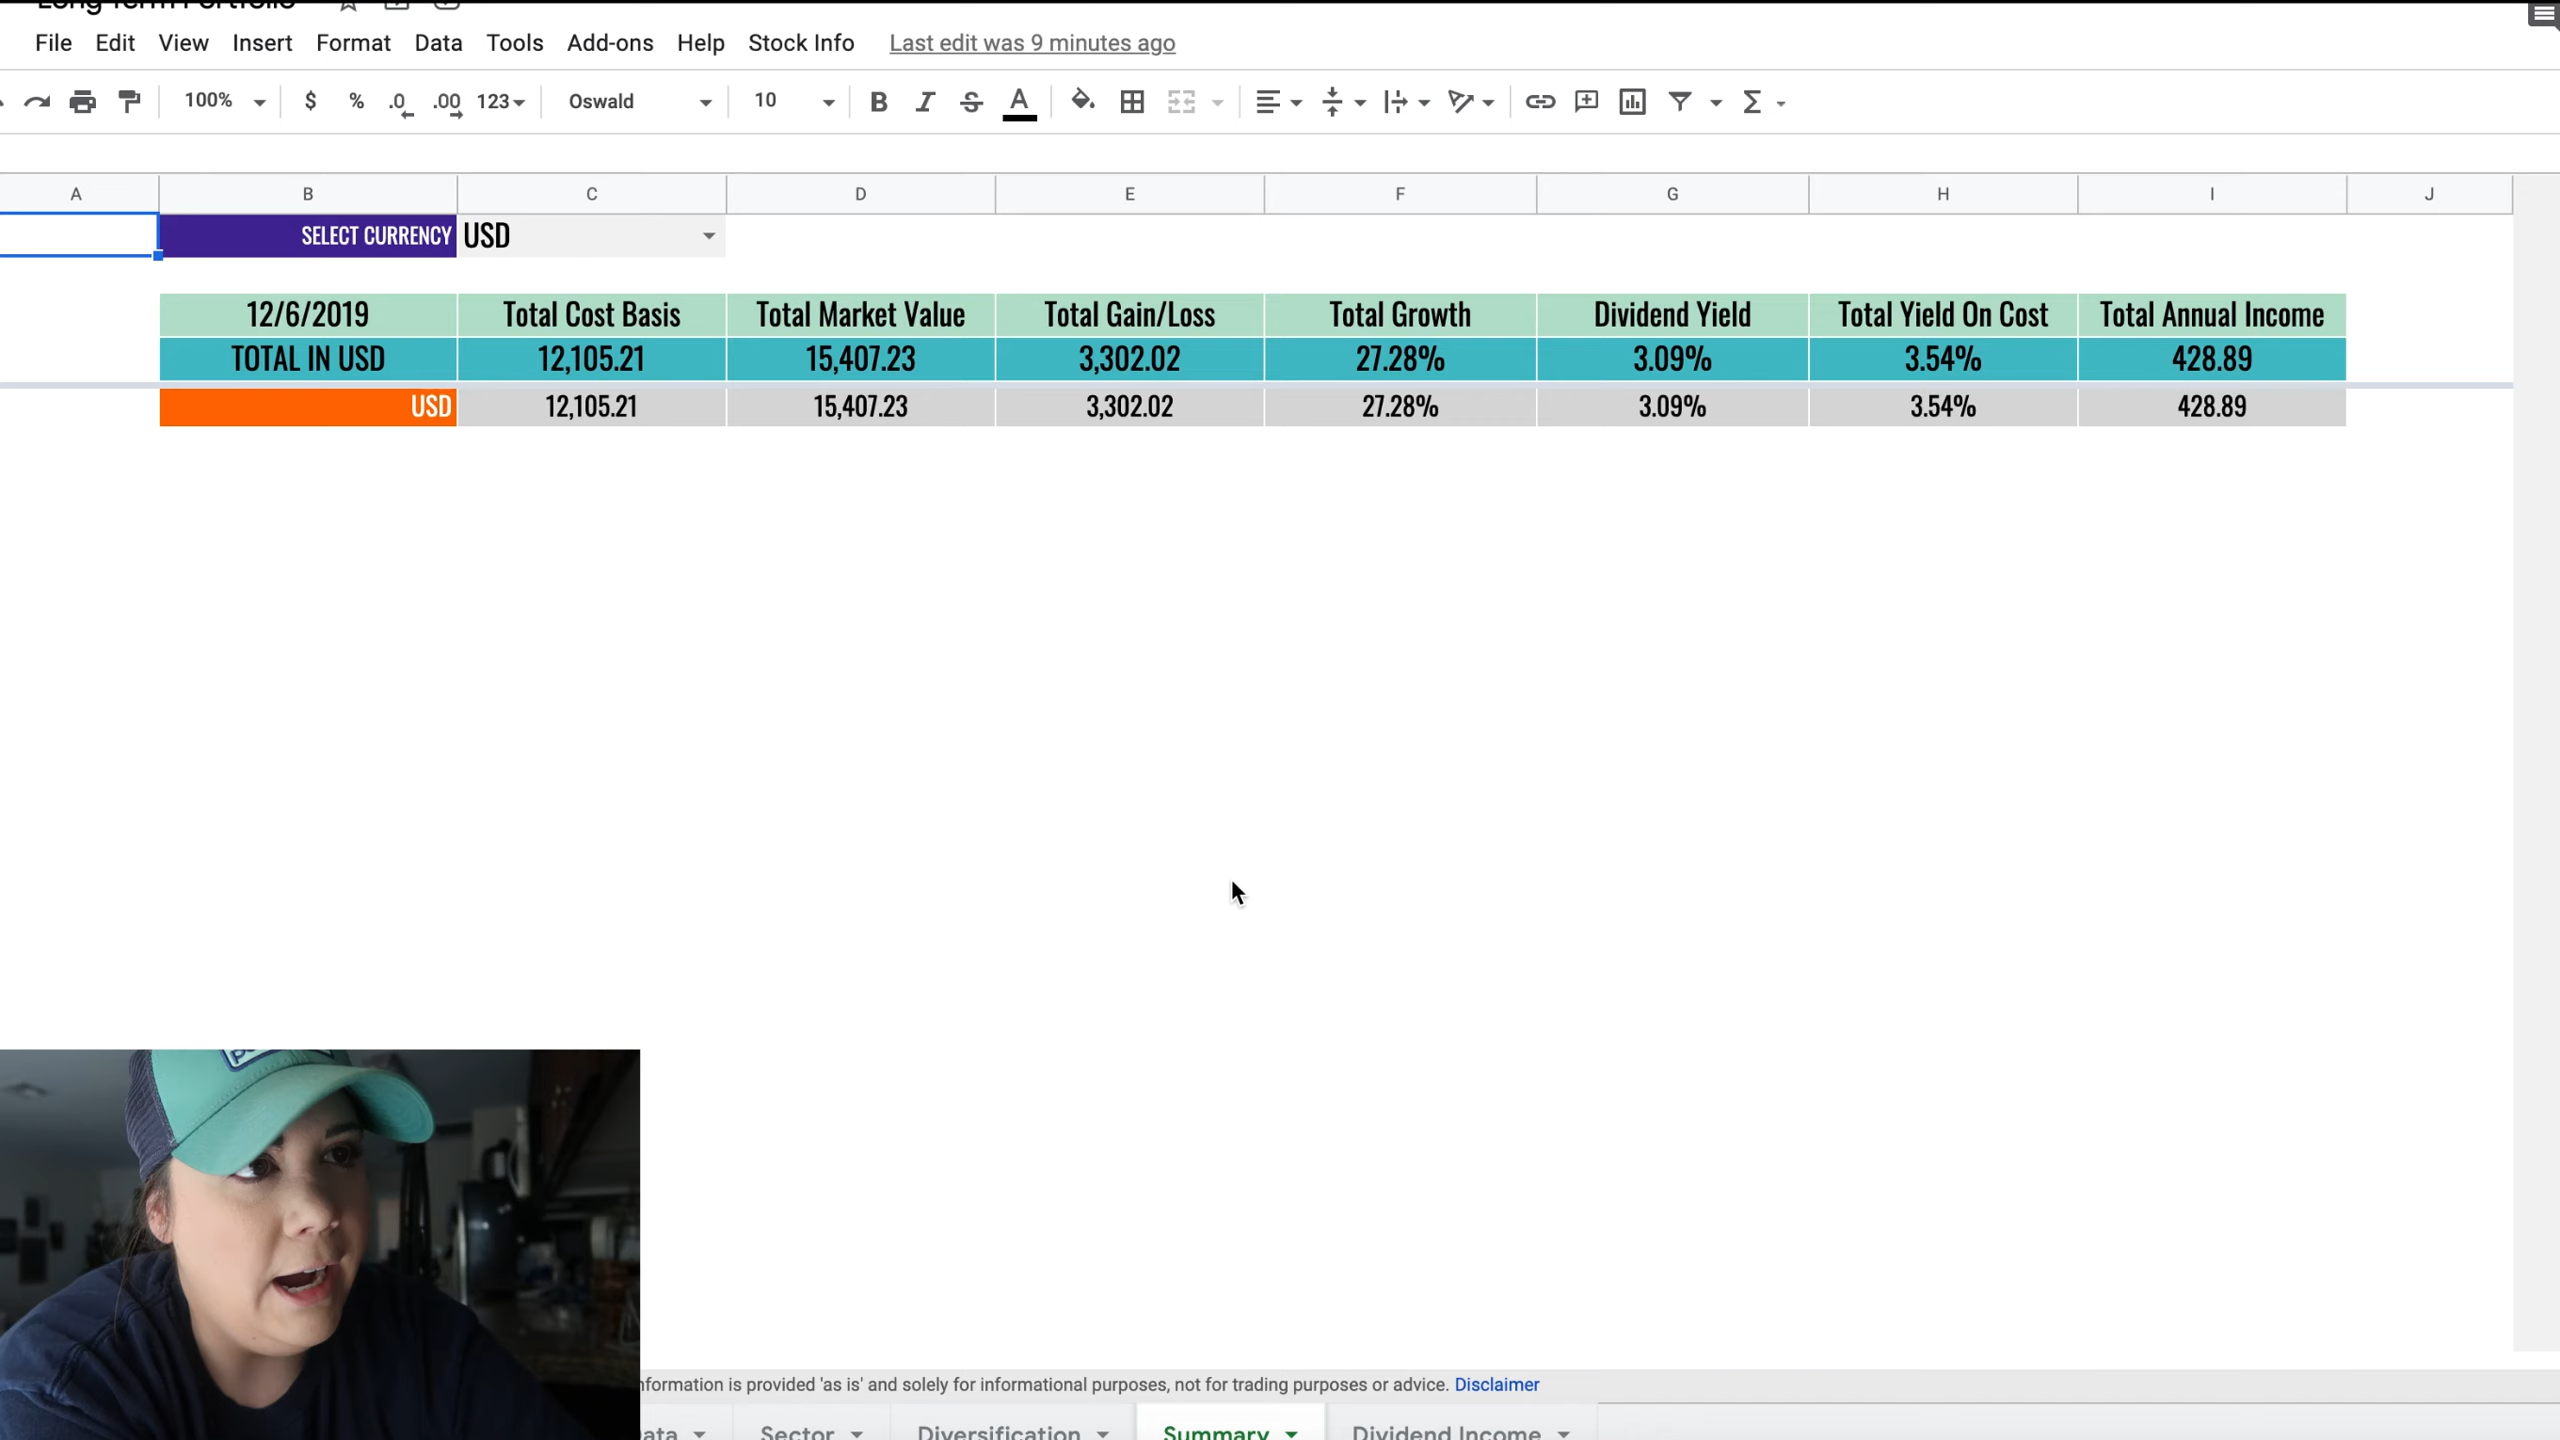 Long Term Portfolio
File Edit View Insert Format Data Tools Add-ons Help Stock Info Last edit was 9 minutes ago
100% $ % .0 .00 123 Oswald 10 B I S A
A B C D E F G H I J
SELECT CURRENCY USD
12/6/2019 Total Cost Basis Total Market Value Total Gain/Loss Total Growth Dividend Yield Total Yield On Cost Total Annual Income
TOTAL IN USD 12,105.21 15,407.23 3,302.02 27.28% 3.09% 3.54% 428.89
USD 12,105.21 15,407.23 3,302.02 27.28% 3.09% 3.54% 428.89
nformation is provided 'as is' and solely for informational purposes, not for trading purposes or advice. Disclaimer
ata Sector Diversification Summary Dividend Income